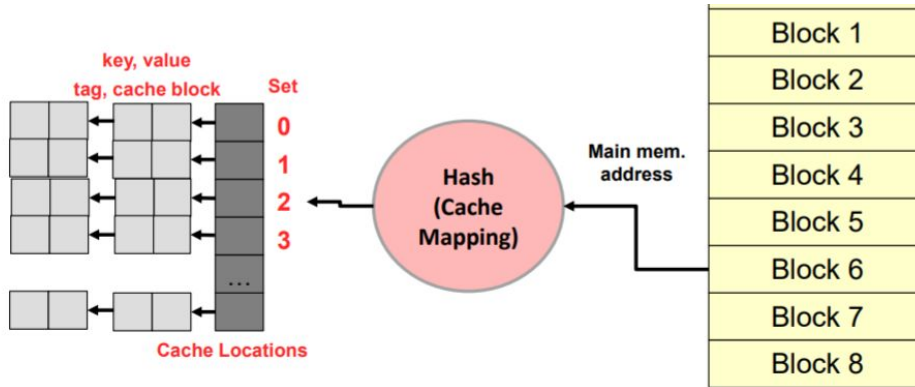 key, value
tag, cache block
Set
0
1
2
3
...
Cache Locations
Hash
(Cache
Mapping)
Main mem.
address
Block 1
Block 2
Block 3
Block 4
Block 5
Block 6
Block 7
Block 8